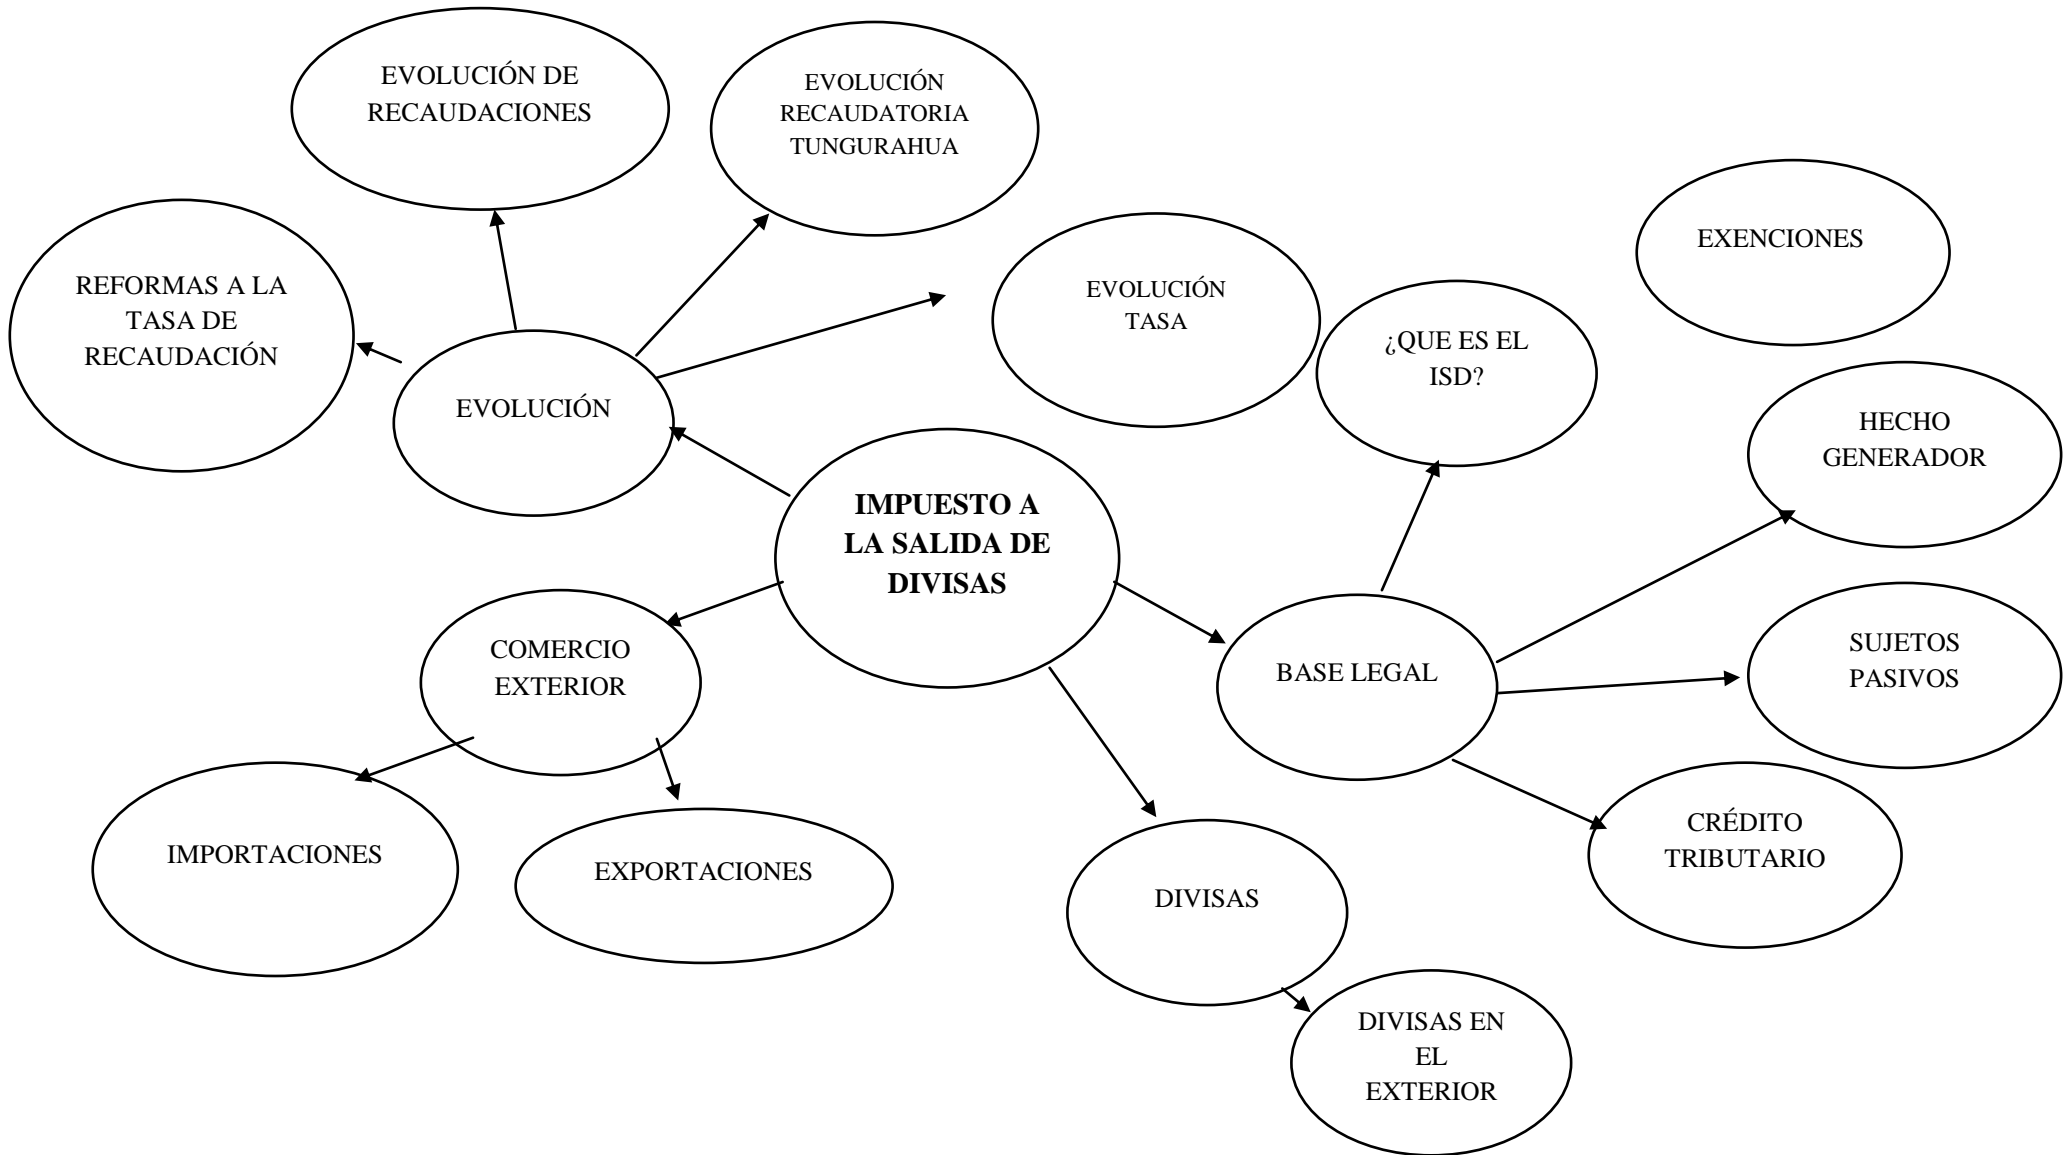 EVOLUCIÓN DE
RECAUDACIONES
EVOLUCIÓN
RECAUDATORIA
TUNGURAHUA
EXENCIONES
REFORMAS A LA
TASA DE
RECAUDACIÓN
EVOLUCIÓN
TASA
¿QUE ES EL
ISD?
EVOLUCIÓN
HECHO
GENERADOR
IMPUESTO A
LA SALIDA DE
DIVISAS
COMERCIO
EXTERIOR
BASE LEGAL
SUJETOS
PASIVOS
IMPORTACIONES
EXPORTACIONES
CRÉDITO
TRIBUTARIO
DIVISAS
DIVISAS EN
EL
EXTERIOR